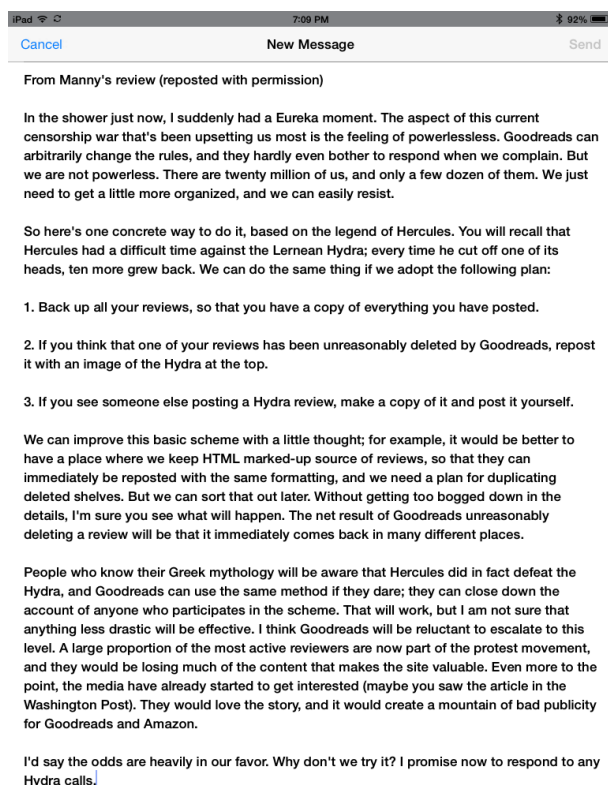 iPad 7:09 PM 92%
Cancel New Message Send
From Manny's review (reposted with permission)
In the shower just now, I suddenly had a Eureka moment. The aspect of this current
censorship war that's been upsetting us most is the feeling of powerlessless. Goodreads can
arbitrarily change the rules, and they hardly even bother to respond when we complain. But
we are not powerless. There are twenty million of us, and only a few dozen of them. We just
need to get a little more organized, and we can easily resist.
So here's one concrete way to do it, based on the legend of Hercules. You will recall that
Hercules had a difficult time against the Lernean Hydra; every time he cut off one of its
heads, ten more grew back. We can do the same thing if we adopt the following plan:
1. Back up all your reviews, so that you have a copy of everything you have posted.
2. If you think that one of your reviews has been unreasonably deleted by Goodreads, repost
it with an image of the Hydra at the top.
3. If you see someone else posting a Hydra review, make a copy of it and post it yourself.
We can improve this basic scheme with a little thought; for example, it would be better to
have a place where we keep HTML marked-up source of reviews, so that they can
immediately be reposted with the same formatting, and we need a plan for duplicating
deleted shelves. But we can sort that out later. Without getting too bogged down in the
details, I'm sure you see what will happen. The net result of Goodreads unreasonably
deleting a review will be that it immediately comes back in many different places.
People who know their Greek mythology will be aware that Hercules did in fact defeat the
Hydra, and Goodreads can use the same method if they dare; they can close down the
account of anyone who participates in the scheme. That will work, but I am not sure that
anything less drastic will be effective. I think Goodreads will be reluctant to escalate to this
level. A large proportion of the most active reviewers are now part of the protest movement,
and they would be losing much of the content that makes the site valuable. Even more to the
point, the media have already started to get interested (maybe you saw the article in the
Washington Post). They would love the story, and it would create a mountain of bad publicity
for Goodreads and Amazon.
I'd say the odds are heavily in our favor. Why don't we try it? I promise now to respond to any
Hydra calls.